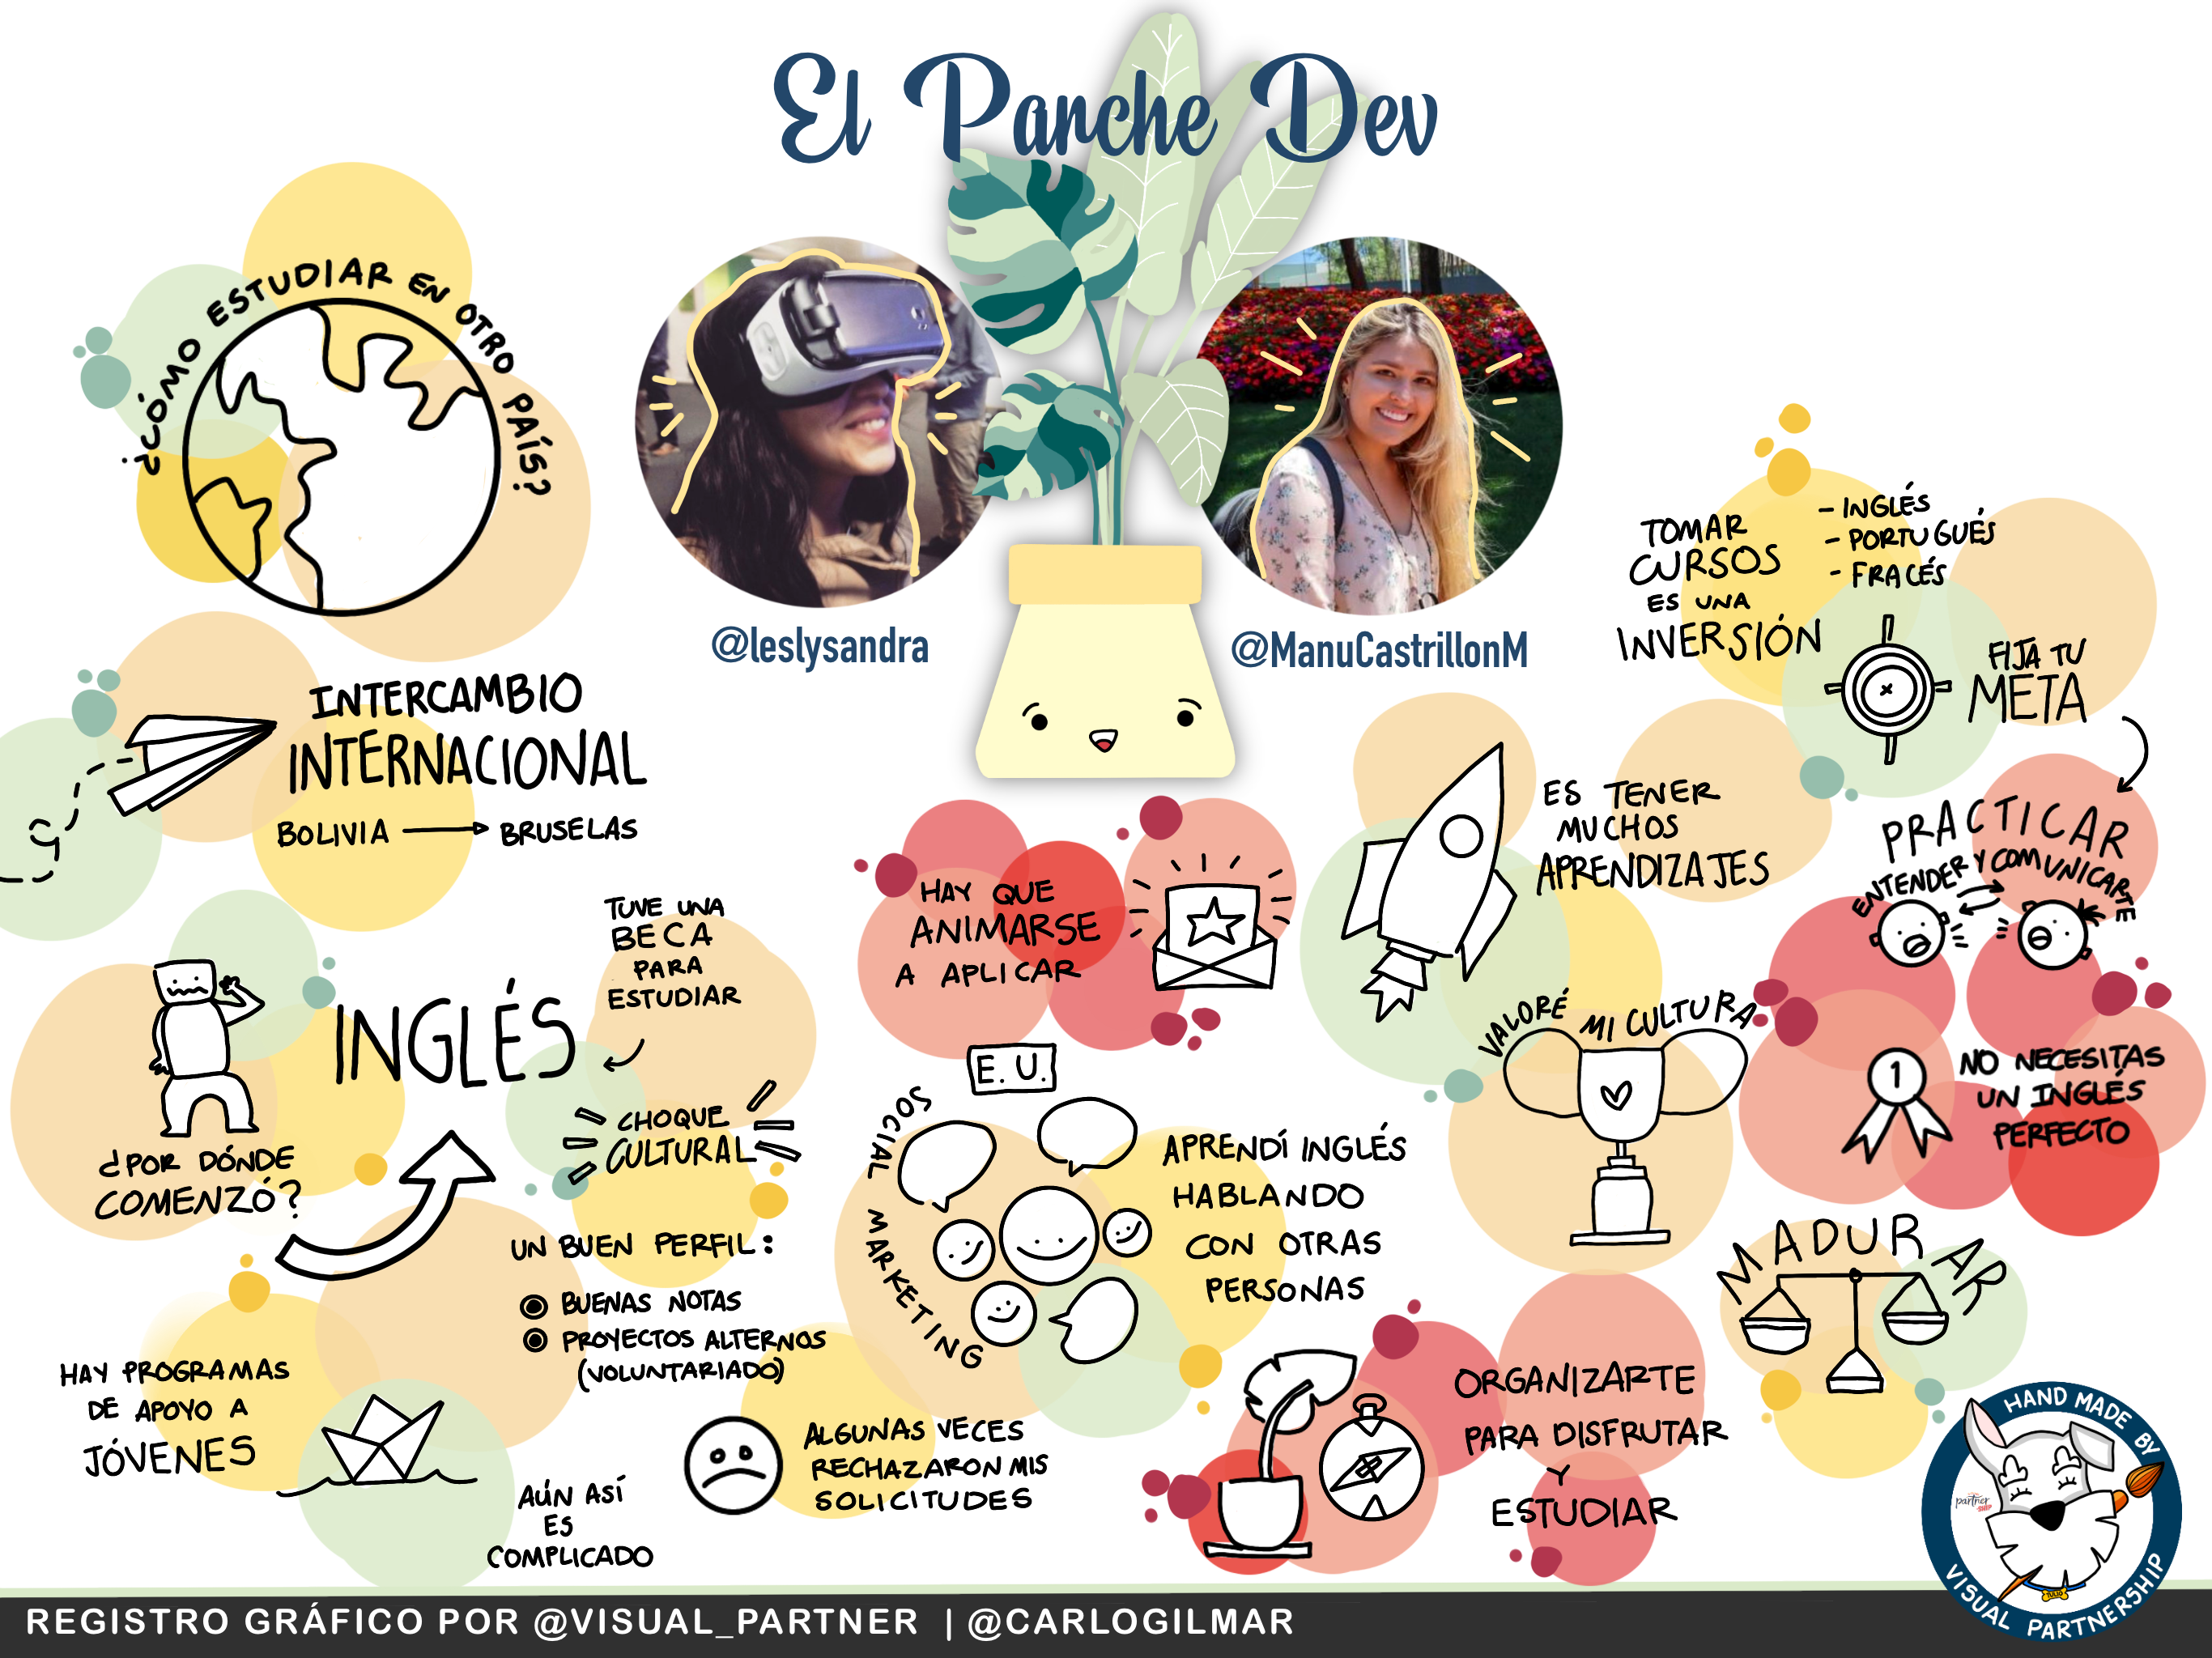 El Parche Dev
@leslysandra
@ManuCastrillonM
¿CÓMO ESTUDIAR EN OTRO PAÍS?
INTERCAMBIO
INTERNACIONAL
BOLIVIA
BRUSELAS
¿POR DÓNDE
COMENZÓ?
INGLÉS
TUVE UNA
BECA
PARA
ESTUDIAR
CHOQUE
CULTURAL
UN BUEN PERFIL:
BUENAS NOTAS
PROYECTOS ALTERNOS
(VOLUNTARIADO)
HAY PROGRAMAS
DE APOYO A
JÓVENES
AÚN ASÍ
ES
COMPLICADO
ALGUNAS VECES
RECHAZARON MIS
SOLICITUDES
HAY QUE
ANIMARSE
A APLICAR
E. U.
SOCIAL MARKETING
APRENDÍ INGLÉS
HABLANDO
CON OTRAS
PERSONAS
ES TENER
MUCHOS
APRENDIZAJES
VALORÉ MI CULTURA
ORGANIZARTE
PARA DISFRUTAR
Y
ESTUDIAR
TOMAR
CURSOS
ES UNA
INVERSIÓN
- INGLÉS
- PORTUGUÉS
- FRACÉS
FIJA TU
META
PRACTICAR
ENTENDER Y COMUNICARTE
1
NO NECESITAS
UN INGLÉS
PERFECTO
MADURAR
HAND MADE BY
VISUAL PARTNERSHIP
partner
REGISTRO GRÁFICO POR @VISUAL_PARTNER | @CARLOGILMAR